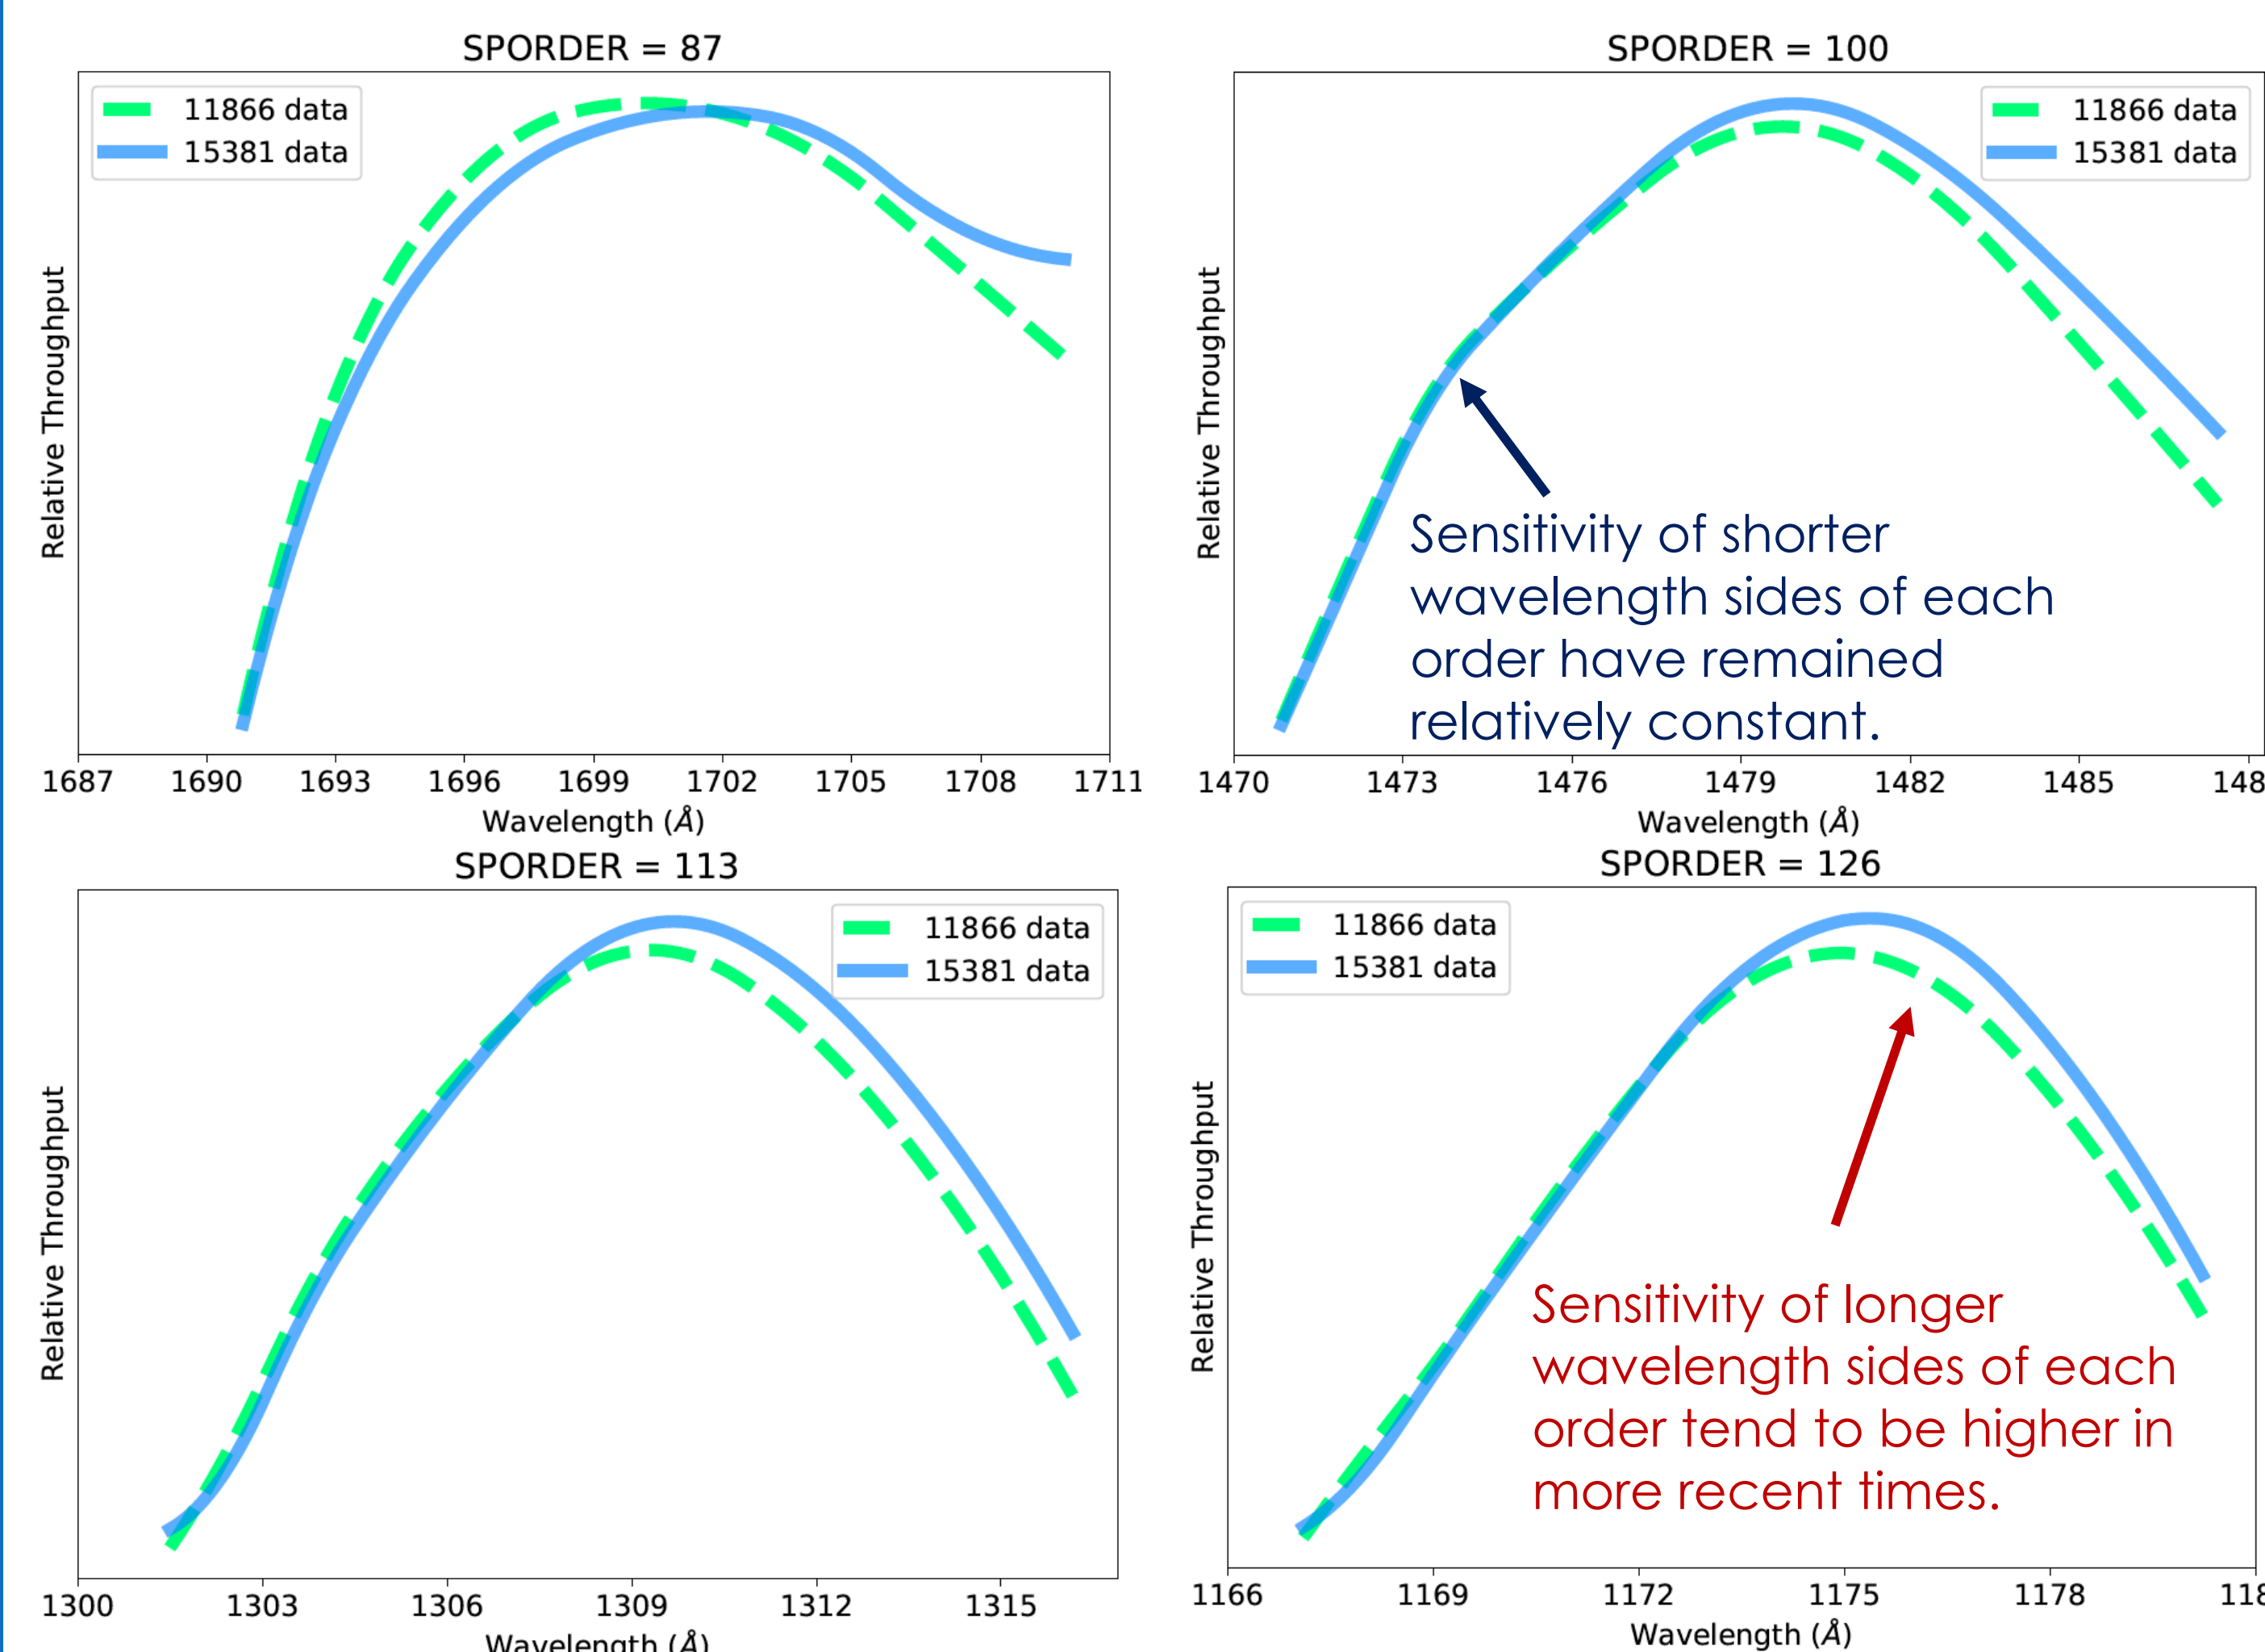 SPORDER = 87
11866 data
15381 data
Relative Throughput
1687 1690 1693 1696 1699 1702 1705 1708 1711
Wavelength (Å)
SPORDER = 100
11866 data
15381 data
Relative Throughput
Sensitivity of shorter
wavelength sides of each
order have remained
relatively constant.
1470 1473 1476 1479 1482 1485 148
Wavelength (Å)
SPORDER = 113
11866 data
15381 data
Relative Throughput
1300 1303 1306 1309 1312 1315
Wavelength (Å)
SPORDER = 126
11866 data
15381 data
Relative Throughput
Sensitivity of longer
wavelength sides of each
order tend to be higher in
more recent times.
1166 1169 1172 1175 1178 118
Wavelength (Å)